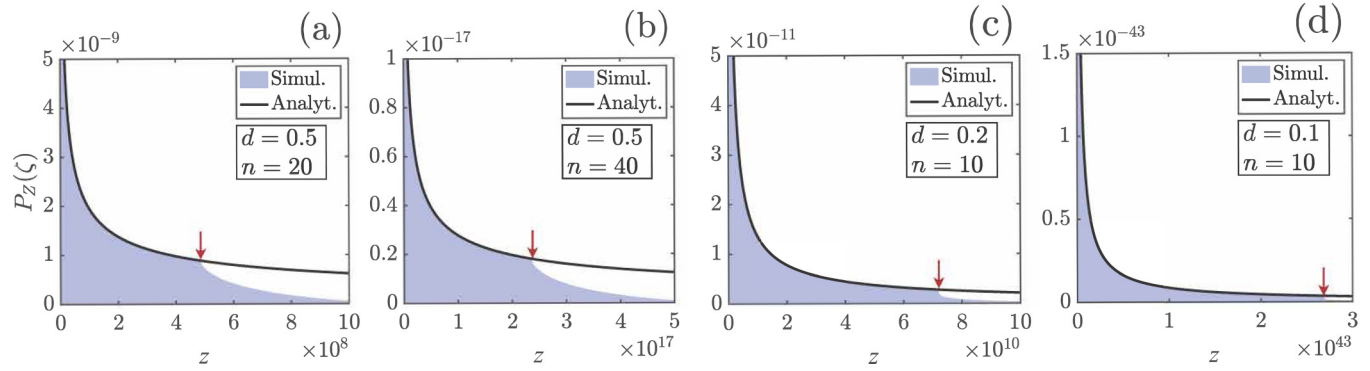 (a)
×10⁻⁹
P_Z(ζ)
5
4
3
2
1
0
Simul.
Analyt.
d = 0.5
n = 20
0 2 4 6 8 10
×10⁸
z
(b)
×10⁻¹⁷
1
0.8
0.6
0.4
0.2
0
Simul.
Analyt.
d = 0.5
n = 40
0 1 2 3 4 5
×10¹⁷
z
(c)
×10⁻¹¹
5
4
3
2
1
0
Simul.
Analyt.
d = 0.2
n = 10
0 2 4 6 8 10
×10¹⁰
z
(d)
×10⁻⁴³
1.5
1
0.5
0
Simul.
Analyt.
d = 0.1
n = 10
0 1 2 3
×10⁴³
z